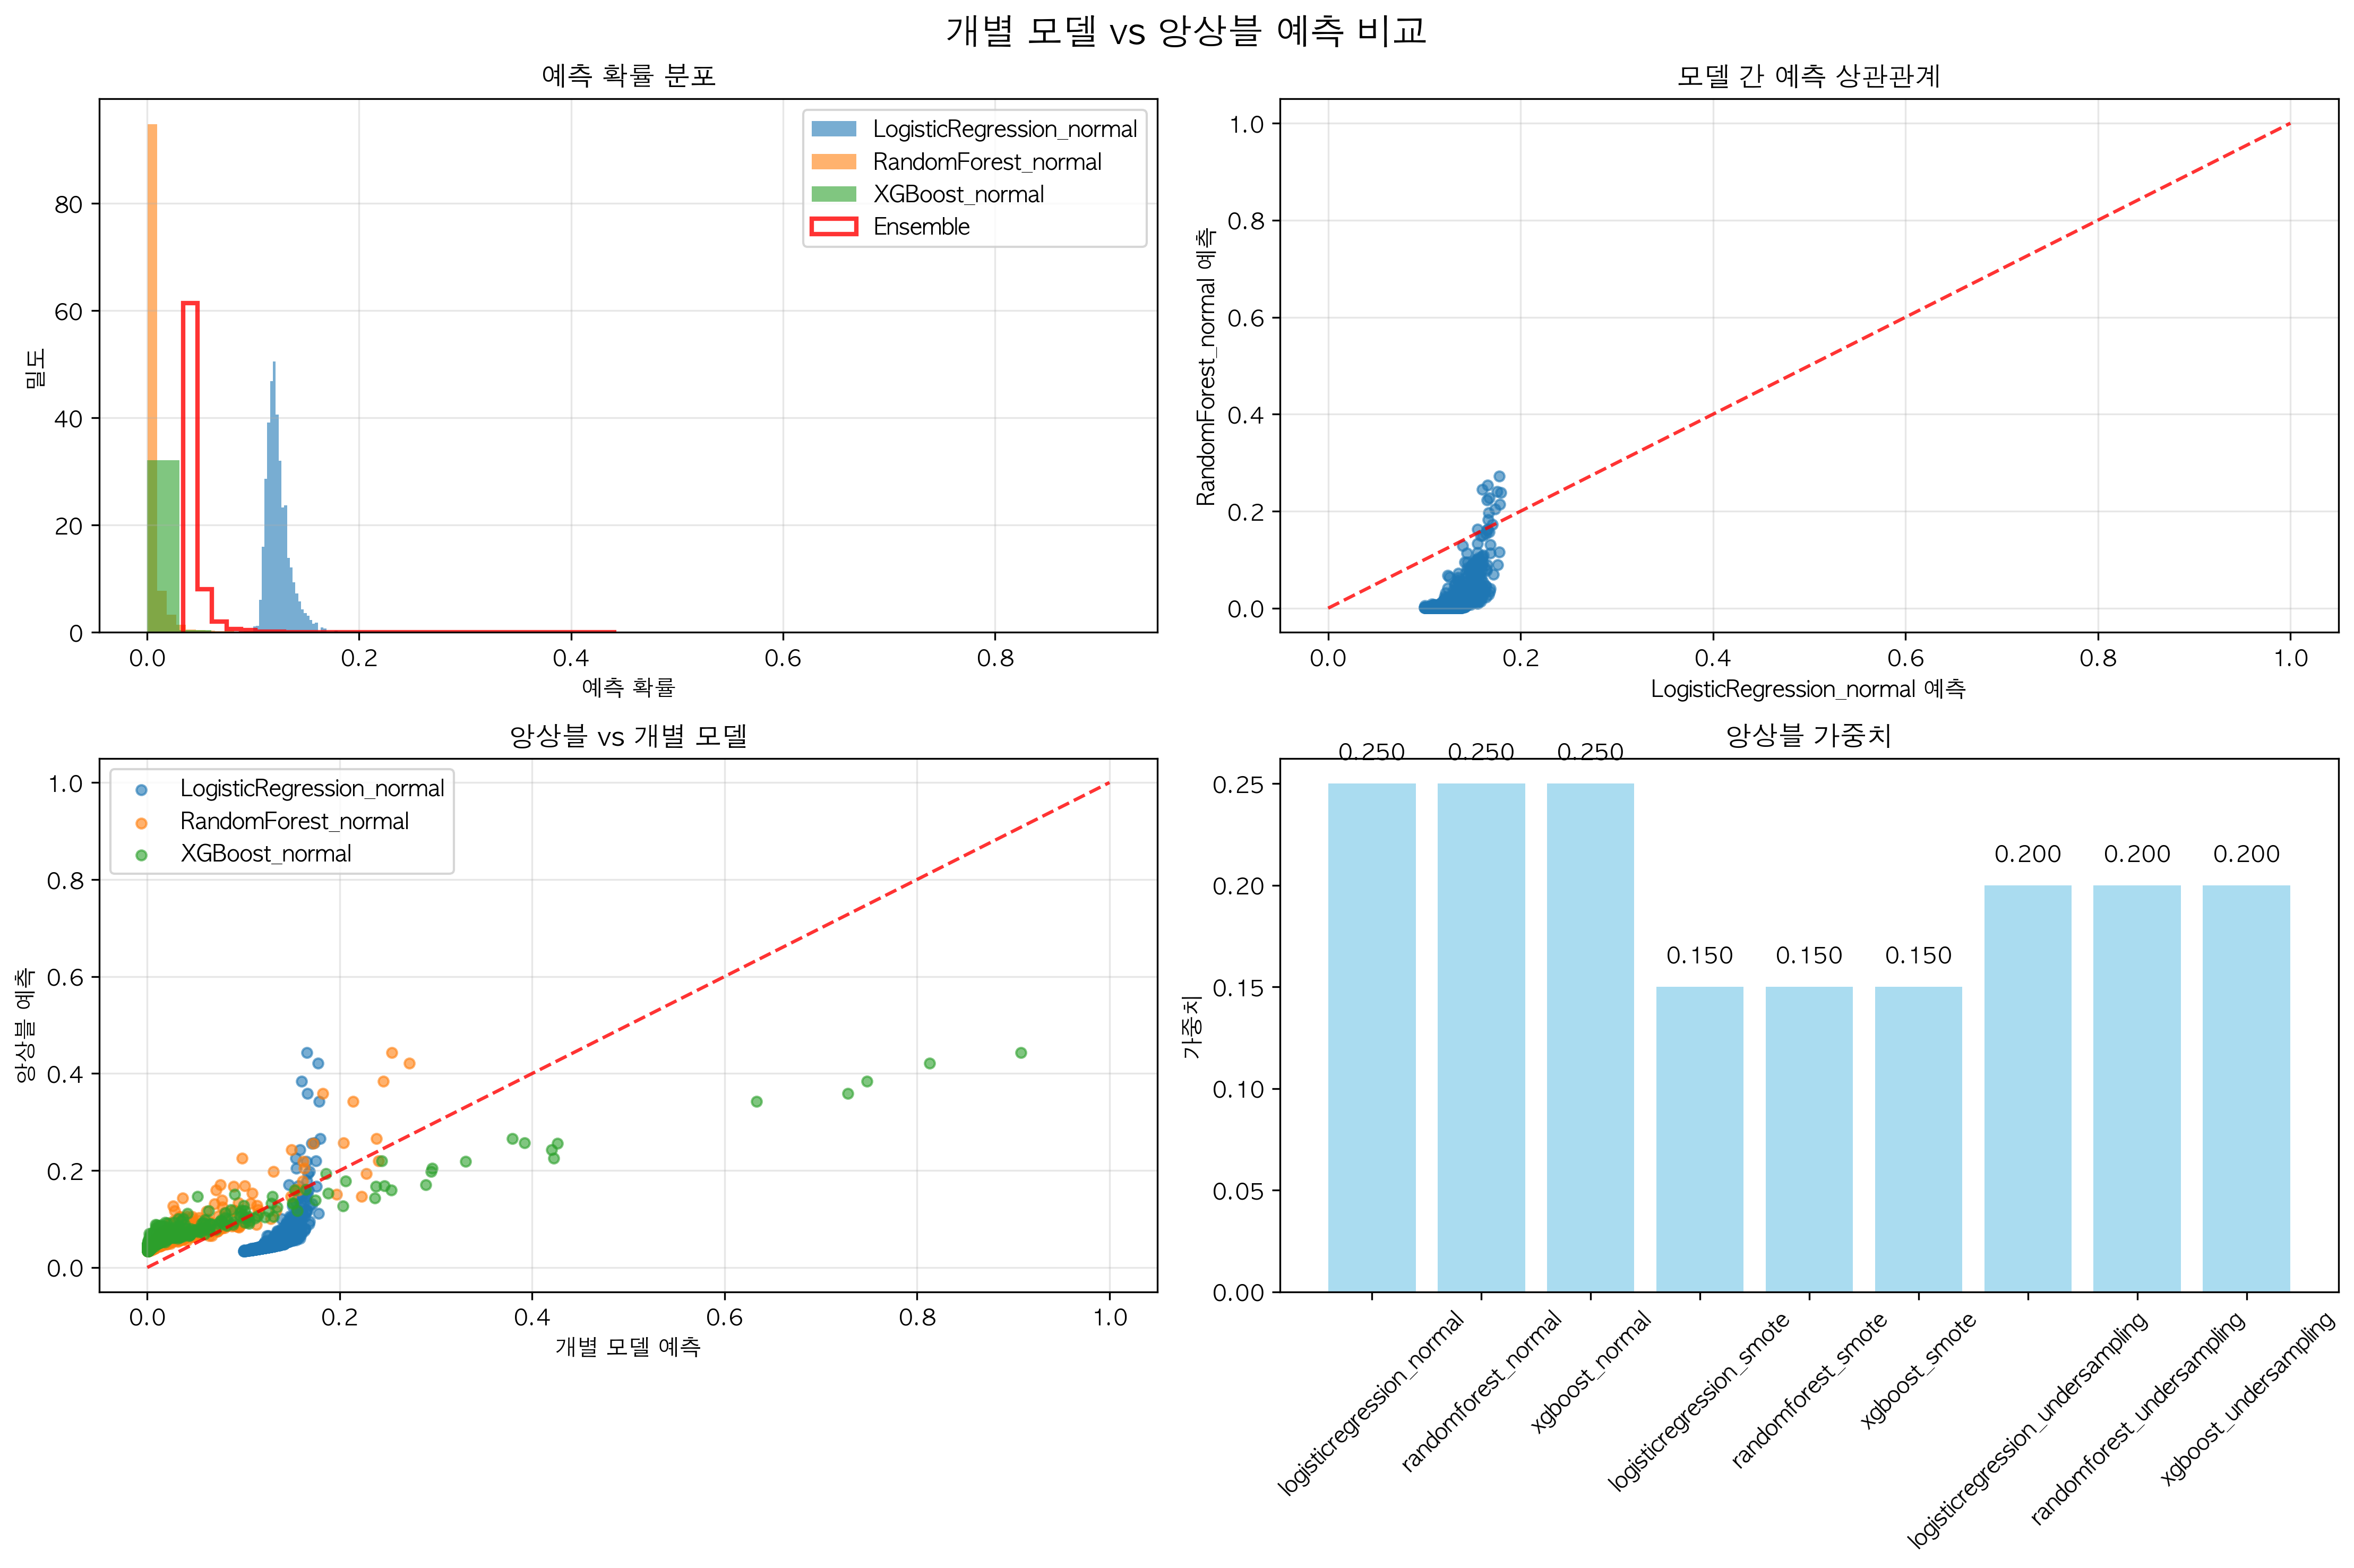 개별 모델 vs 앙상블 예측 비교
예측 확률 분포
80
60
40
20
0
밀도
0.0 0.2 0.4 0.6 0.8
예측 확률
LogisticRegression_normal
RandomForest_normal
XGBoost_normal
Ensemble
모델 간 예측 상관관계
1.0
0.8
0.6
0.4
0.2
0.0
RandomForest_normal 예측
0.0 0.2 0.4 0.6 0.8 1.0
LogisticRegression_normal 예측
앙상블 vs 개별 모델
LogisticRegression_normal
RandomForest_normal
XGBoost_normal
1.0
0.8
0.6
0.4
0.2
0.0
앙상블 예측
0.0 0.2 0.4 0.6 0.8 1.0
개별 모델 예측
앙상블 가중치
0.250 0.250 0.250
0.200 0.200 0.200
0.150 0.150 0.150
0.25
0.20
0.15
0.10
0.05
0.00
가중치
logisticregression_normal
randomforest_normal
xgboost_normal
logisticregression_smote
randomforest_smote
xgboost_smote
logisticregression_undersampling
randomforest_undersampling
xgboost_undersampling